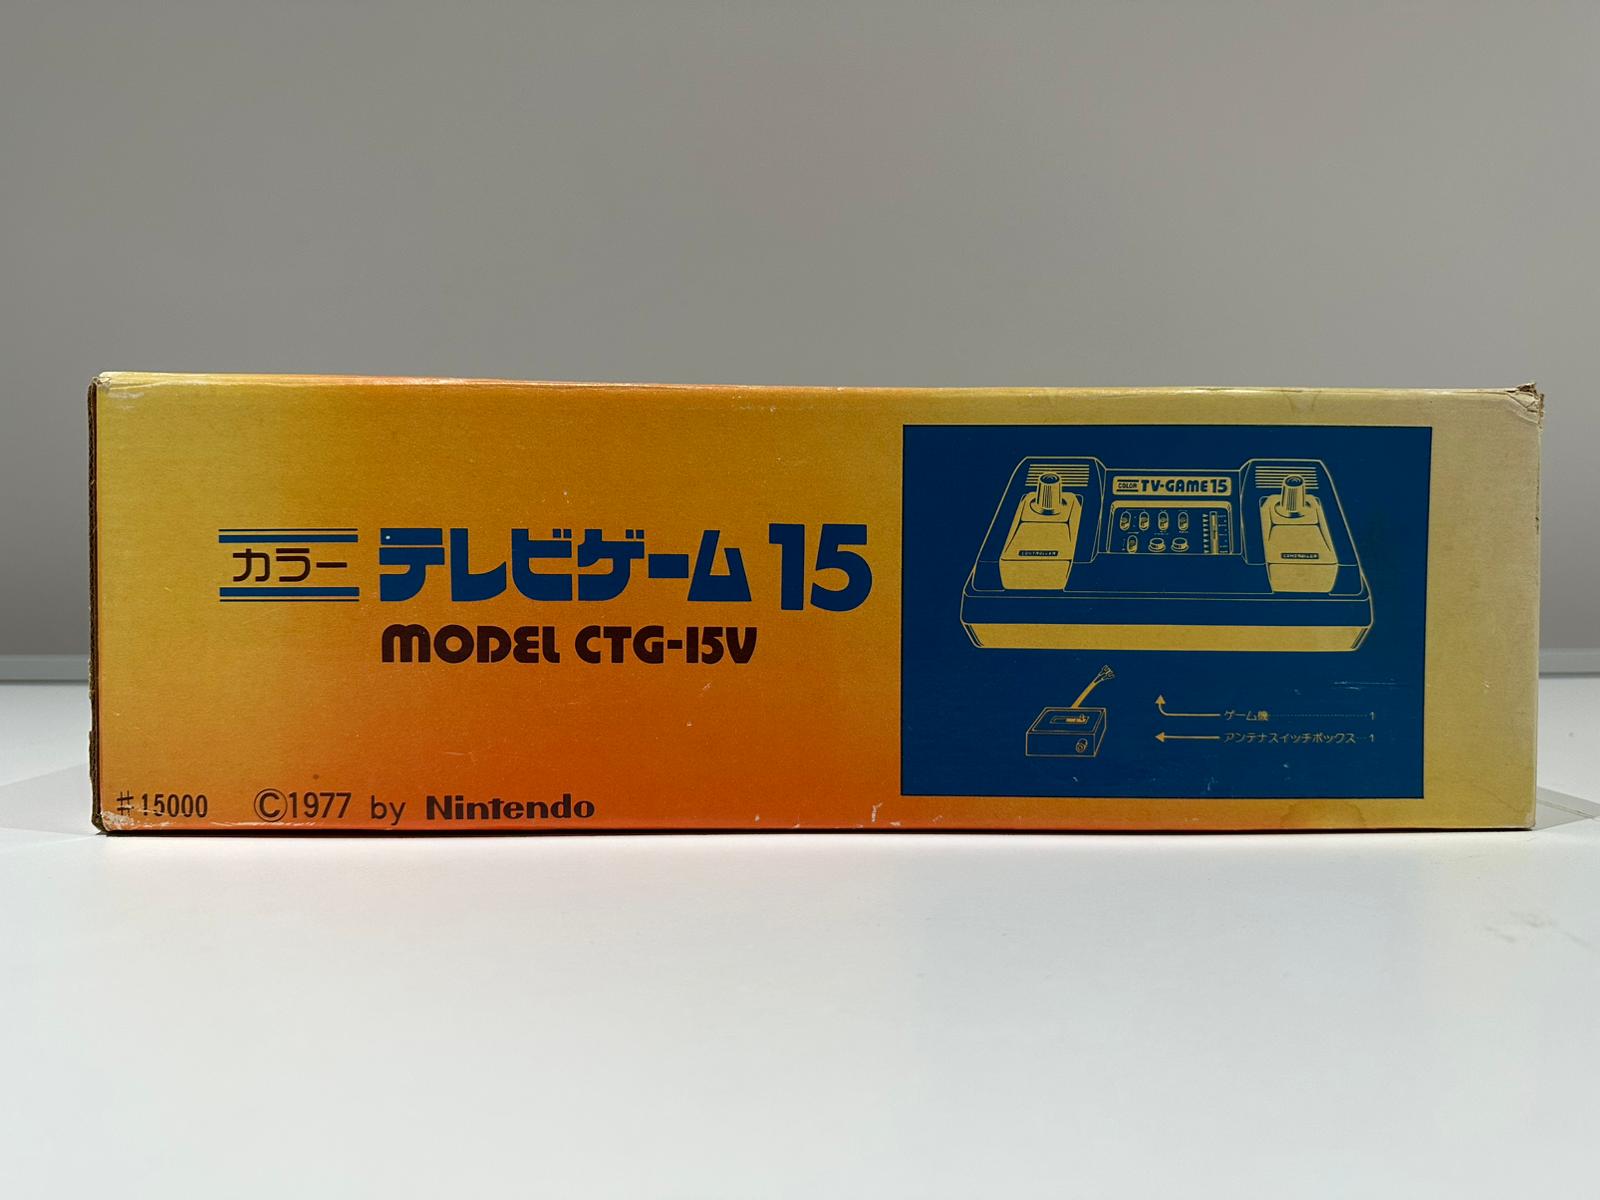 カラー テレビゲーム 15
MODEL CTG-15V
#15000 ©1977 by Nintendo
COLOR TV-GAME 15
CONTROLLER CONTROLLER
ゲーム機 1
アンテナスイッチボックス 1